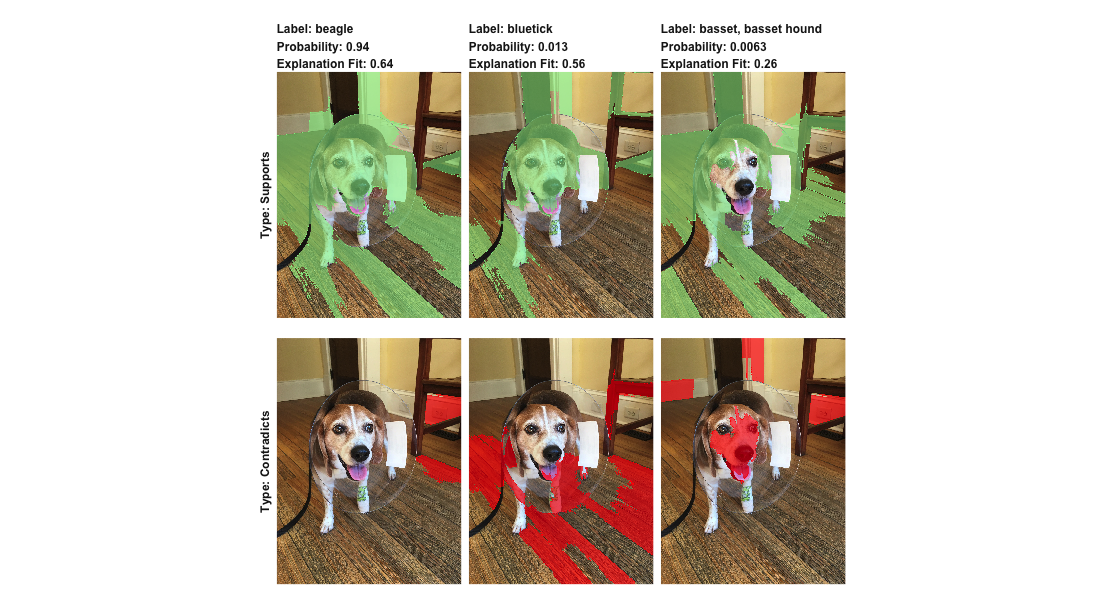 Label: beagle
Probability: 0.94
Explanation Fit: 0.64
Label: bluetick
Probability: 0.013
Explanation Fit: 0.56
Label: basset, basset hound
Probability: 0.0063
Explanation Fit: 0.26
Type: Supports
Type: Contradicts